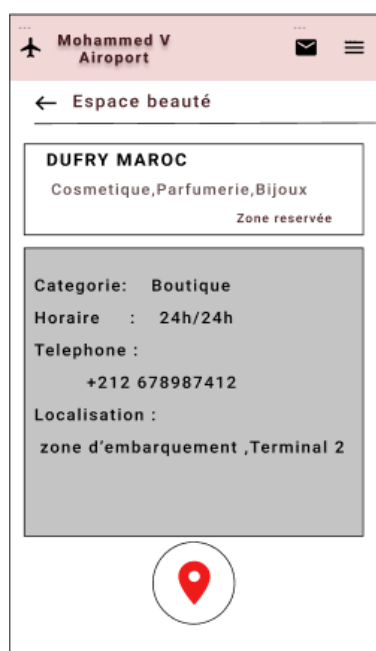 Mohammed V
Airoport
Espace beauté
DUFRY MAROC
Cosmetique,Parfumerie,Bijoux
Zone reservée
Categorie: Boutique
Horaire : 24h/24h
Telephone :
+212 678987412
Localisation :
zone d'embarquement ,Terminal 2